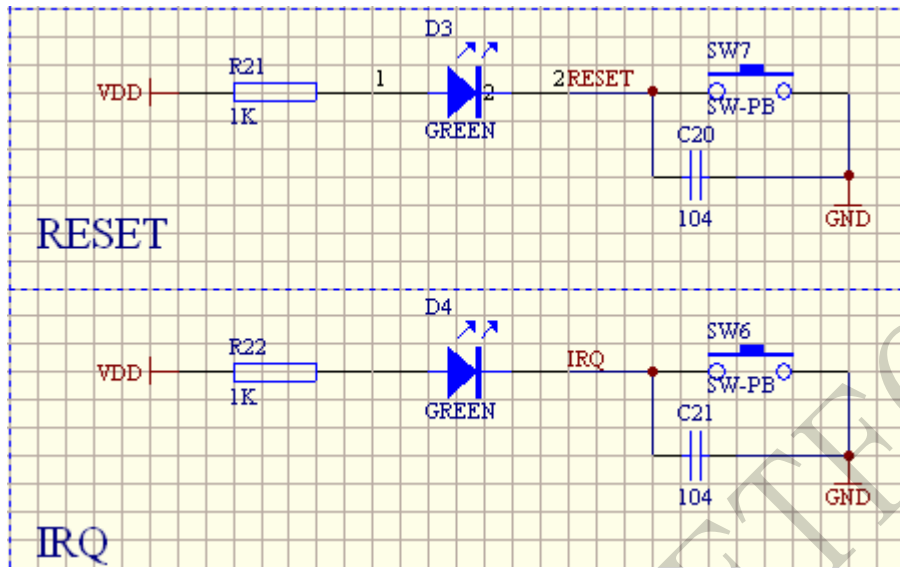 D3
SW7
R21
VDD
1
2
2RESET
1K
GREEN
SW-PB
C20
104
GND
RESET
D4
SW6
R22
VDD
IRQ
1K
GREEN
SW-PB
C21
104
GND
IRQ